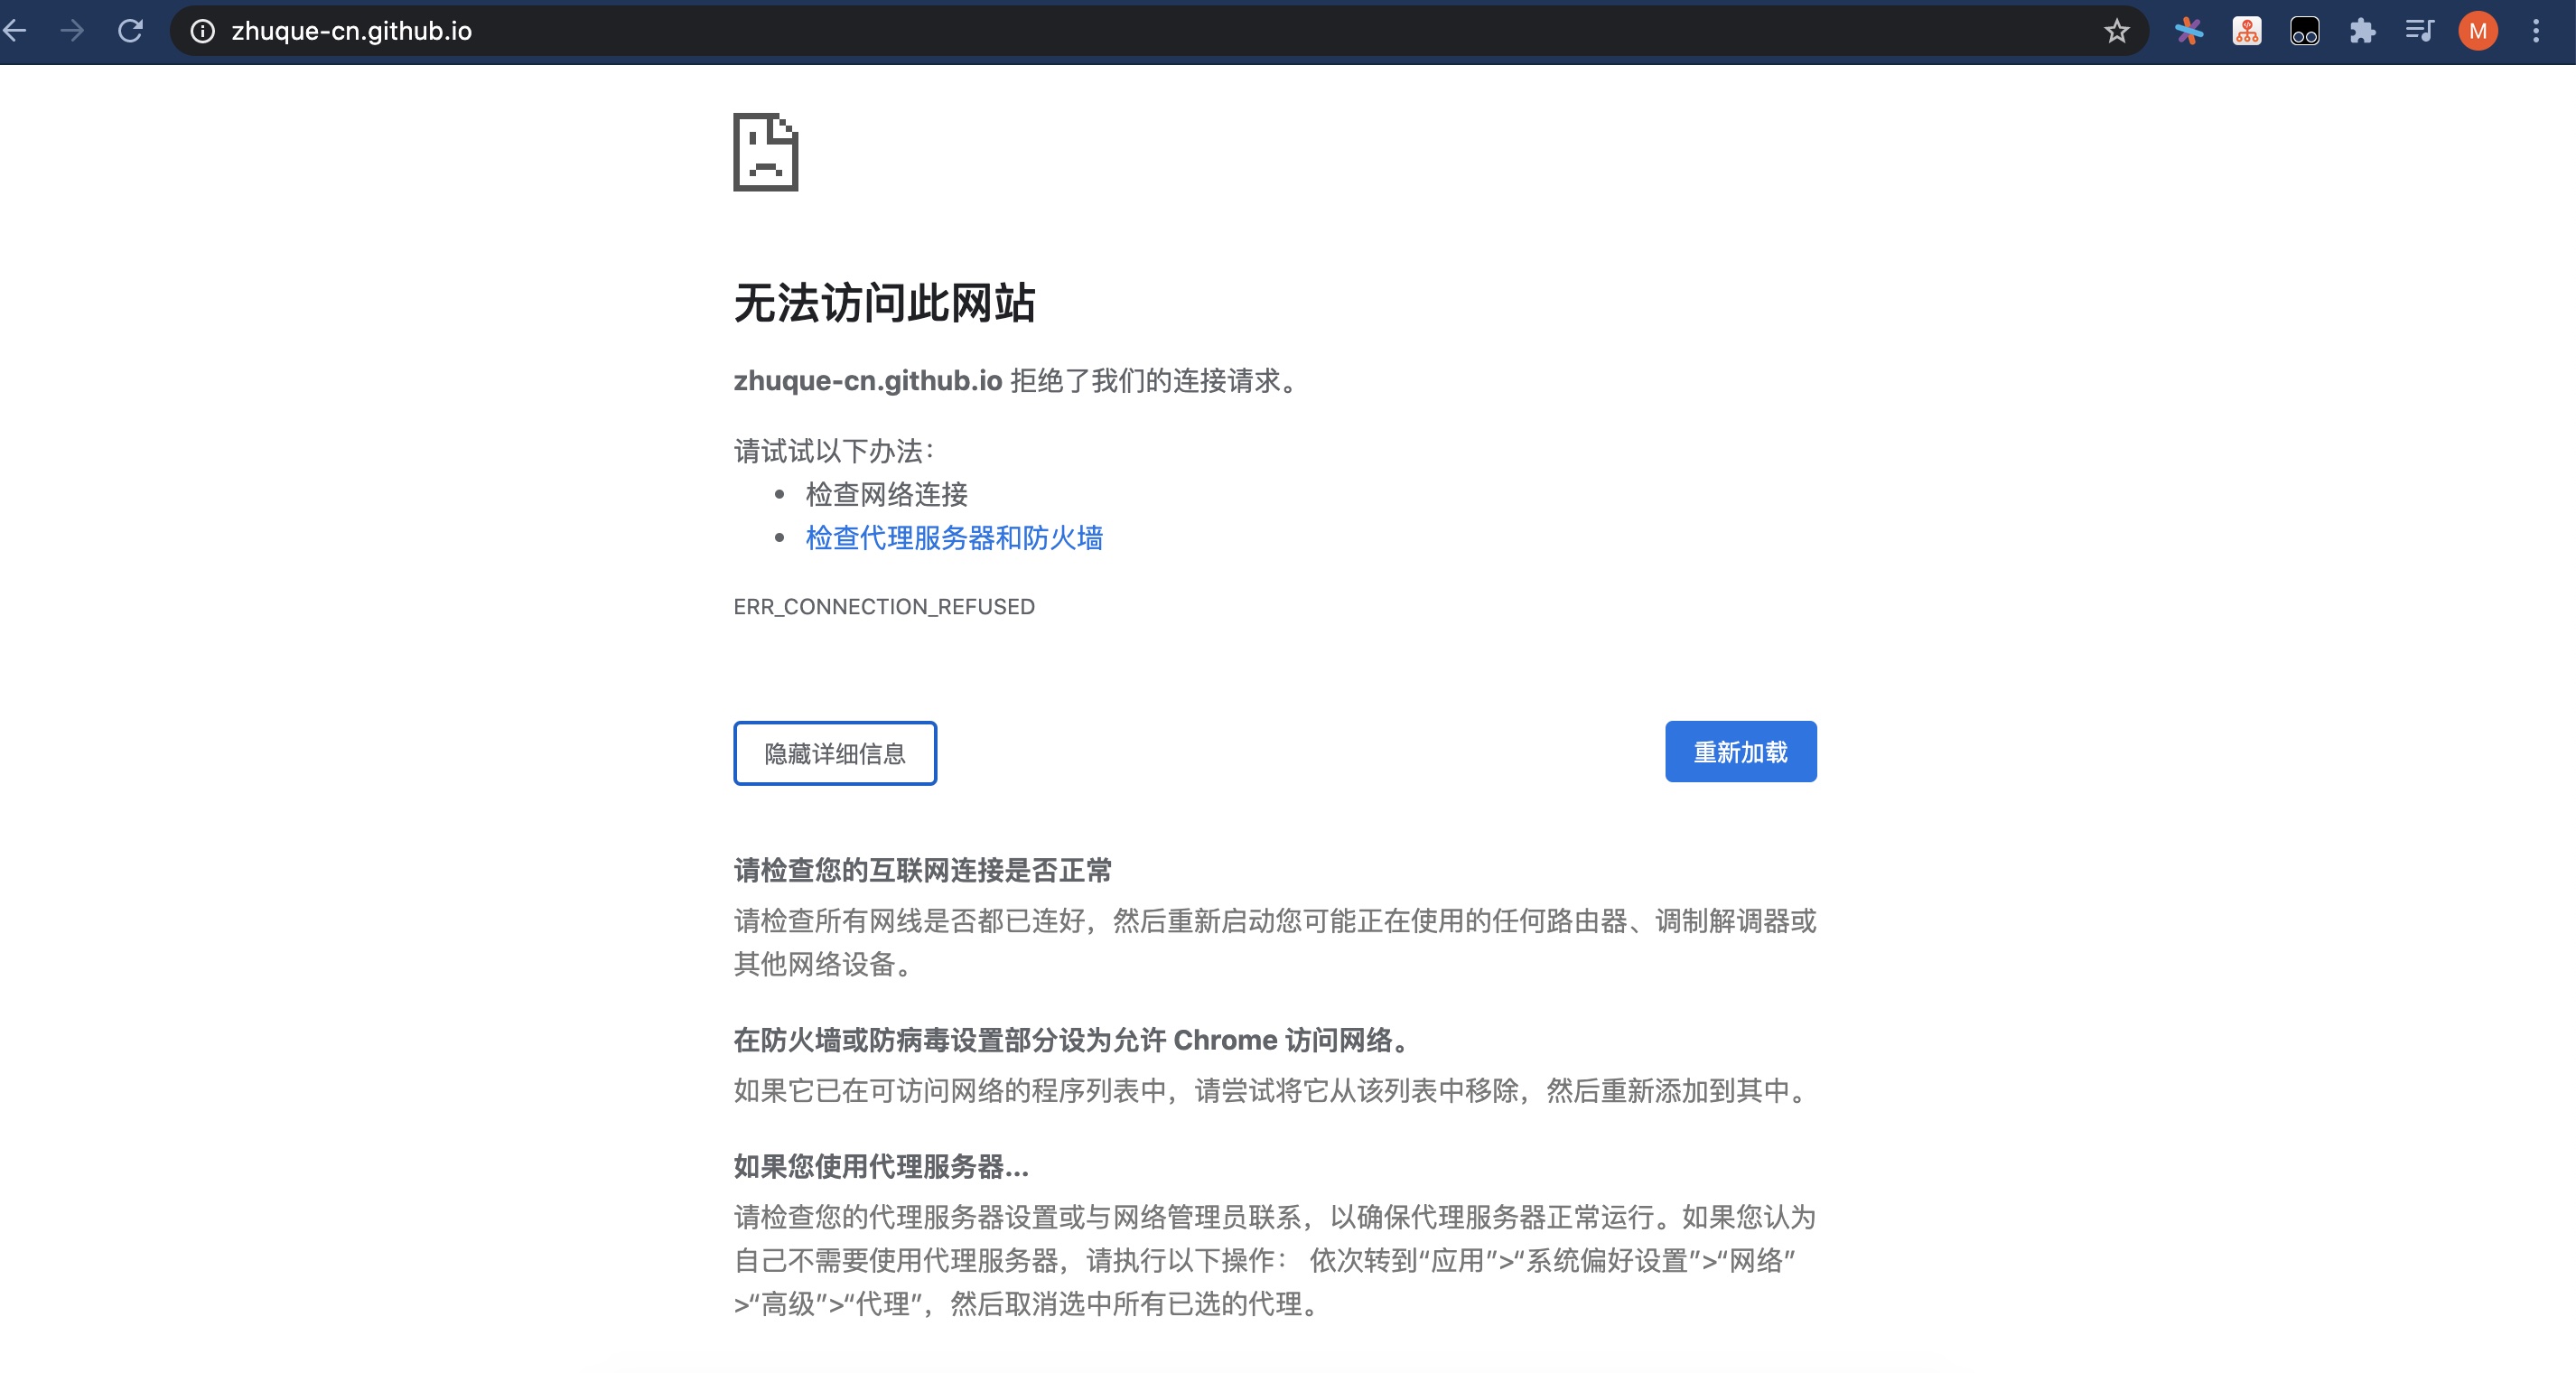 zhuque-cn.github.io
M
无法访问此网站
zhuque-cn.github.io 拒绝了我们的连接请求。
请试试以下办法：
• 检查网络连接
• 检查代理服务器和防火墙
ERR_CONNECTION_REFUSED
隐藏详细信息
重新加载
请检查您的互联网连接是否正常
请检查所有网线是否都已连好，然后重新启动您可能正在使用的任何路由器、调制解调器或
其他网络设备。
在防火墙或防病毒设置部分设为允许 Chrome 访问网络。
如果它已在可访问网络的程序列表中，请尝试将它从该列表中移除，然后重新添加到其中。
如果您使用代理服务器...
请检查您的代理服务器设置或与网络管理员联系，以确保代理服务器正常运行。如果您认为
自己不需要使用代理服务器，请执行以下操作： 依次转到“应用”>“系统偏好设置”>“网络”
>“高级”>“代理”，然后取消选中所有已选的代理。